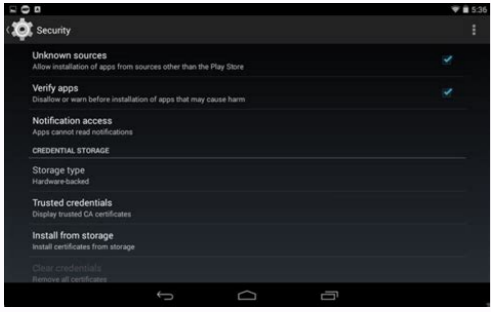 5:36
Security
Unknown sources
Allow installation of apps from sources other than the Play Store
Verify apps
Disallow or warn before installation of apps that may cause harm
Notification access
Apps cannot read notifications
CREDENTIAL STORAGE
Storage type
Hardware-backed
Trusted credentials
Display trusted CA certificates
Install from storage
Install certificates from storage
Clear credentials
Remove all certificates